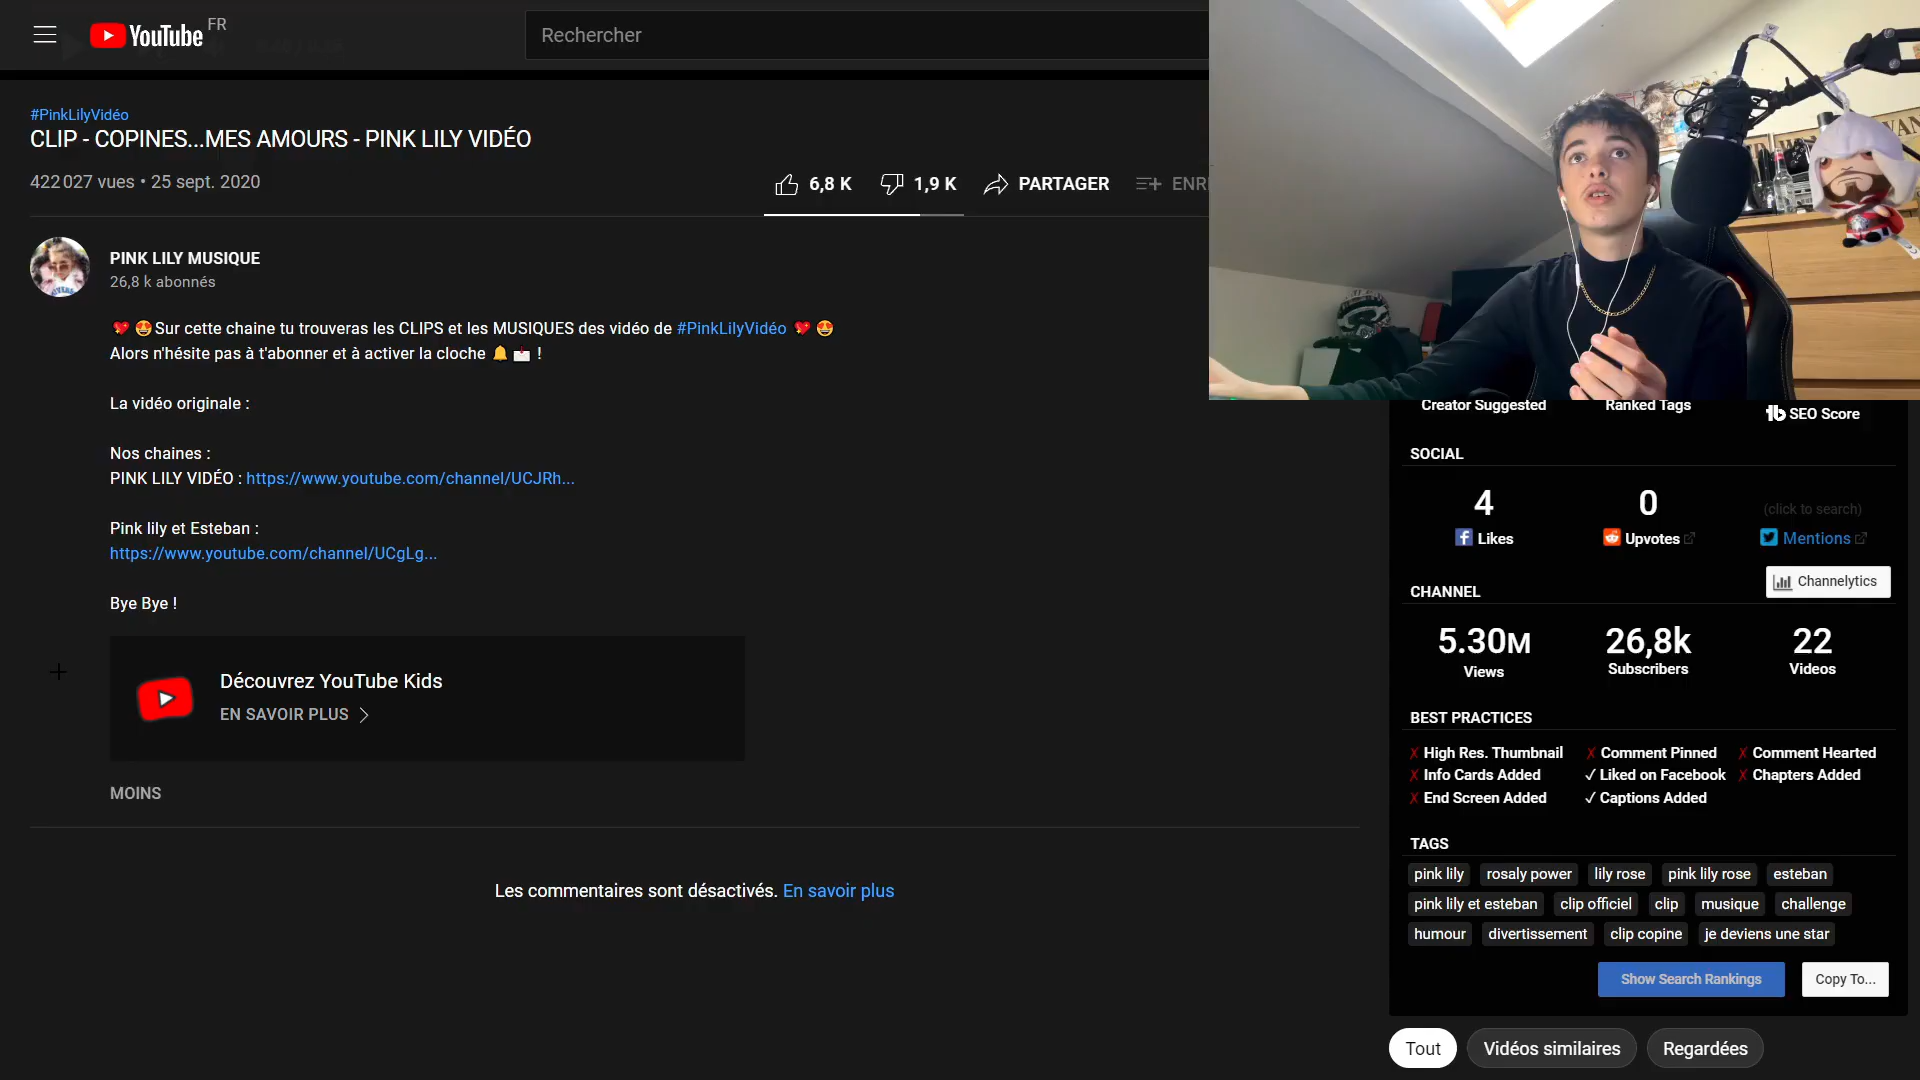 YouTube FR
Rechercher
#PinkLilyVidéo
CLIP - COPINES...MES AMOURS - PINK LILY VIDÉO
422 027 vues • 25 sept. 2020
6,8 K
1,9 K
PARTAGER
ENR
PINK LILY MUSIQUE
26,8 k abonnés
💖 😍Sur cette chaine tu trouveras les CLIPS et les MUSIQUES des vidéo de #PinkLilyVidéo 💖 😍
Alors n'hésite pas à t'abonner et à activer la cloche 🔔 📩 !
La vidéo originale :
Nos chaines :
PINK LILY VIDÉO : https://www.youtube.com/channel/UCJRh...
Pink lily et Esteban :
https://www.youtube.com/channel/UCgLg...
Bye Bye !
Découvrez YouTube Kids
EN SAVOIR PLUS
MOINS
Les commentaires sont désactivés. En savoir plus
Creator Suggested
Ranked Tags
SEO Score
SOCIAL
4
0
(click to search)
Likes
Upvotes
Mentions
CHANNEL
Channelytics
5.30M
26,8k
22
Views
Subscribers
Videos
BEST PRACTICES
✗ High Res. Thumbnail
✗ Comment Pinned
✗ Comment Hearted
✗ Info Cards Added
✓ Liked on Facebook
✗ Chapters Added
✗ End Screen Added
✓ Captions Added
TAGS
pink lily
rosaly power
lily rose
pink lily rose
esteban
pink lily et esteban
clip officiel
clip
musique
challenge
humour
divertissement
clip copine
je deviens une star
Show Search Rankings
Copy To...
Tout
Vidéos similaires
Regardées